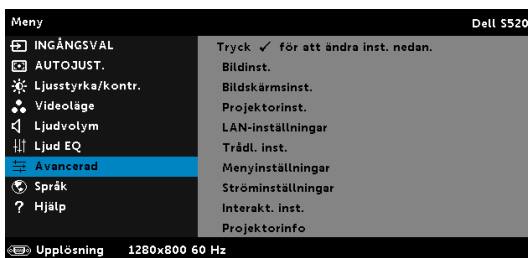 Meny Dell S520
INGÅNGSVAL
AUTOJUST.
Ljusstyrka/kontr.
Videoläge
Ljudvolym
Ljud EQ
Avancerad
Språk
Hjälp
Tryck ✓ för att ändra inst. nedan.
Bildinst.
Bildskärmsinst.
Projektorinst.
LAN-inställningar
Trådl. inst.
Menyinställningar
Ströminställningar
Interakt. inst.
Projektorinfo
Upplösning 1280x800 60 Hz